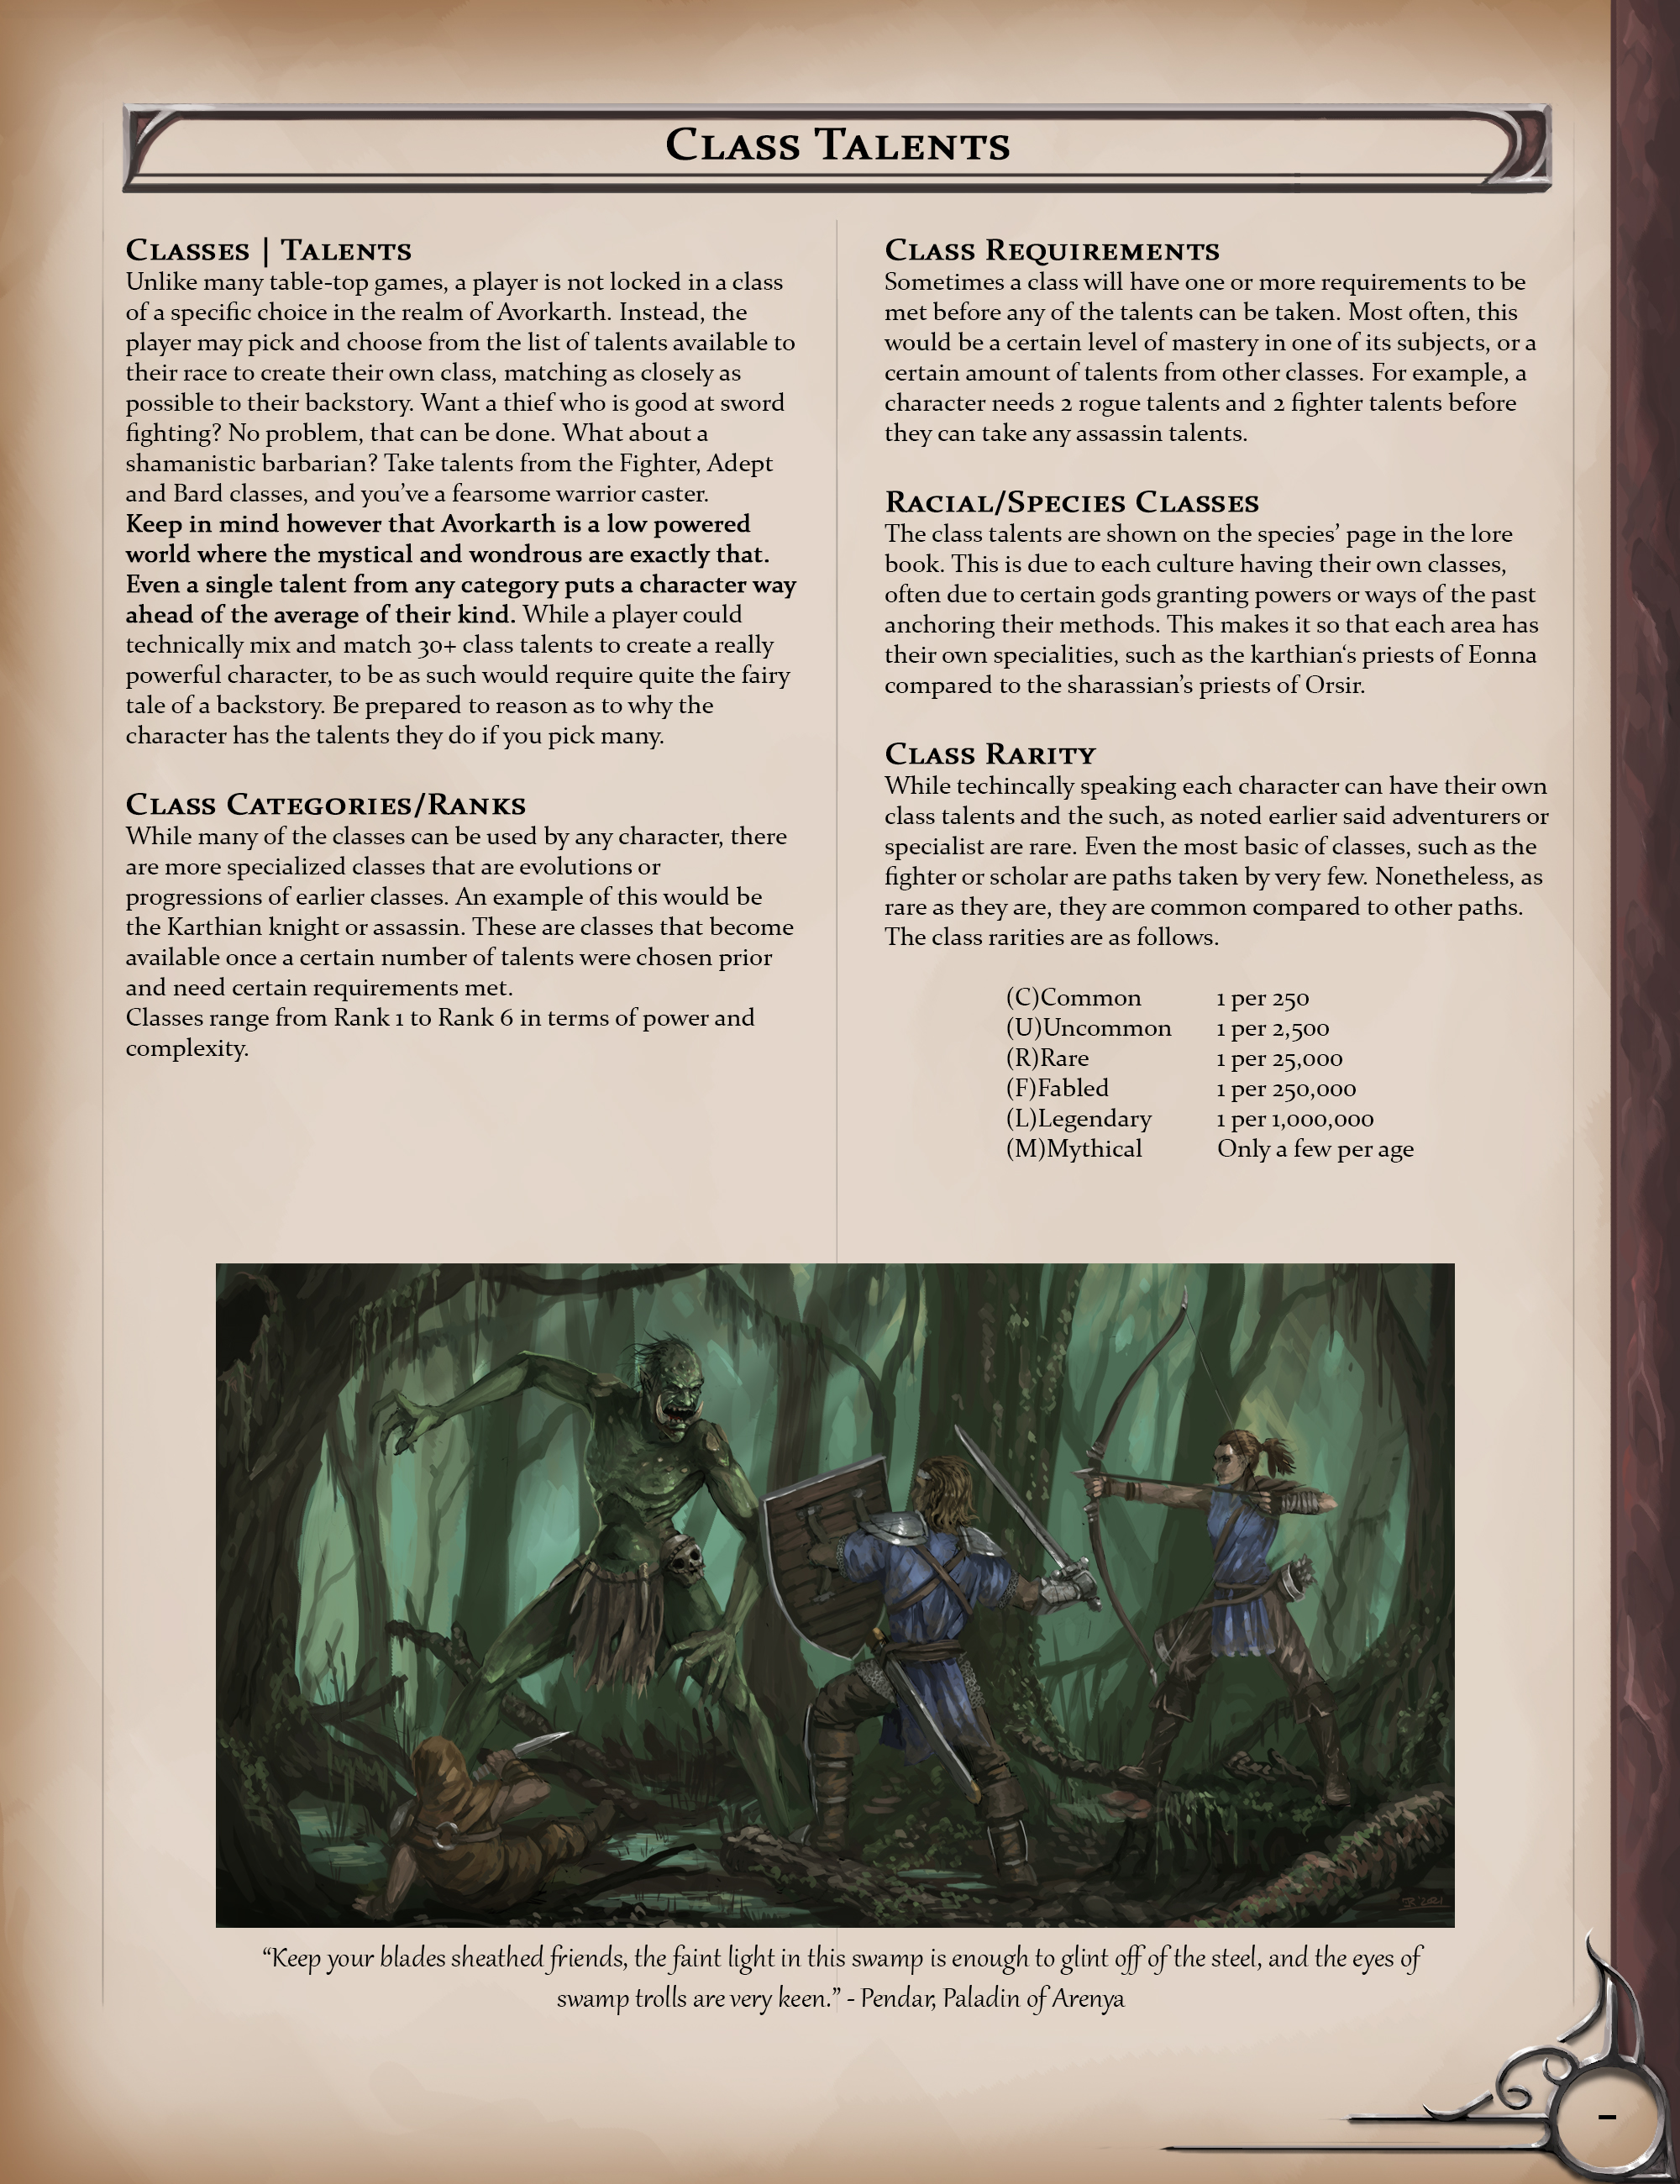 Class Talents
Classes | Talents
Unlike many table-top games, a player is not locked in a class
of a specific choice in the realm of Avorkarth. Instead, the
player may pick and choose from the list of talents available to
their race to create their own class, matching as closely as
possible to their backstory. Want a thief who is good at sword
fighting? No problem, that can be done. What about a
shamanistic barbarian? Take talents from the Fighter, Adept
and Bard classes, and you’ve a fearsome warrior caster.
Keep in mind however that Avorkarth is a low powered
world where the mystical and wondrous are exactly that.
Even a single talent from any category puts a character way
ahead of the average of their kind. While a player could
technically mix and match 30+ class talents to create a really
powerful character, to be as such would require quite the fairy
tale of a backstory. Be prepared to reason as to why the
character has the talents they do if you pick many.
Class Categories/Ranks
While many of the classes can be used by any character, there
are more specialized classes that are evolutions or
progressions of earlier classes. An example of this would be
the Karthian knight or assassin. These are classes that become
available once a certain number of talents were chosen prior
and need certain requirements met.
Classes range from Rank 1 to Rank 6 in terms of power and
complexity.
Class Requirements
Sometimes a class will have one or more requirements to be
met before any of the talents can be taken. Most often, this
would be a certain level of mastery in one of its subjects, or a
certain amount of talents from other classes. For example, a
character needs 2 rogue talents and 2 fighter talents before
they can take any assassin talents.
Racial/Species Classes
The class talents are shown on the species’ page in the lore
book. This is due to each culture having their own classes,
often due to certain gods granting powers or ways of the past
anchoring their methods. This makes it so that each area has
their own specialities, such as the karthian‘s priests of Eonna
compared to the sharassian’s priests of Orsir.
Class Rarity
While techincally speaking each character can have their own
class talents and the such, as noted earlier said adventurers or
specialist are rare. Even the most basic of classes, such as the
fighter or scholar are paths taken by very few. Nonetheless, as
rare as they are, they are common compared to other paths.
The class rarities are as follows.
(C)Common 1 per 250
(U)Uncommon 1 per 2,500
(R)Rare 1 per 25,000
(F)Fabled 1 per 250,000
(L)Legendary 1 per 1,000,000
(M)Mythical Only a few per age
“Keep your blades sheathed friends, the faint light in this swamp is enough to glint off of the steel, and the eyes of
swamp trolls are very keen.” - Pendar, Paladin of Arenya
-